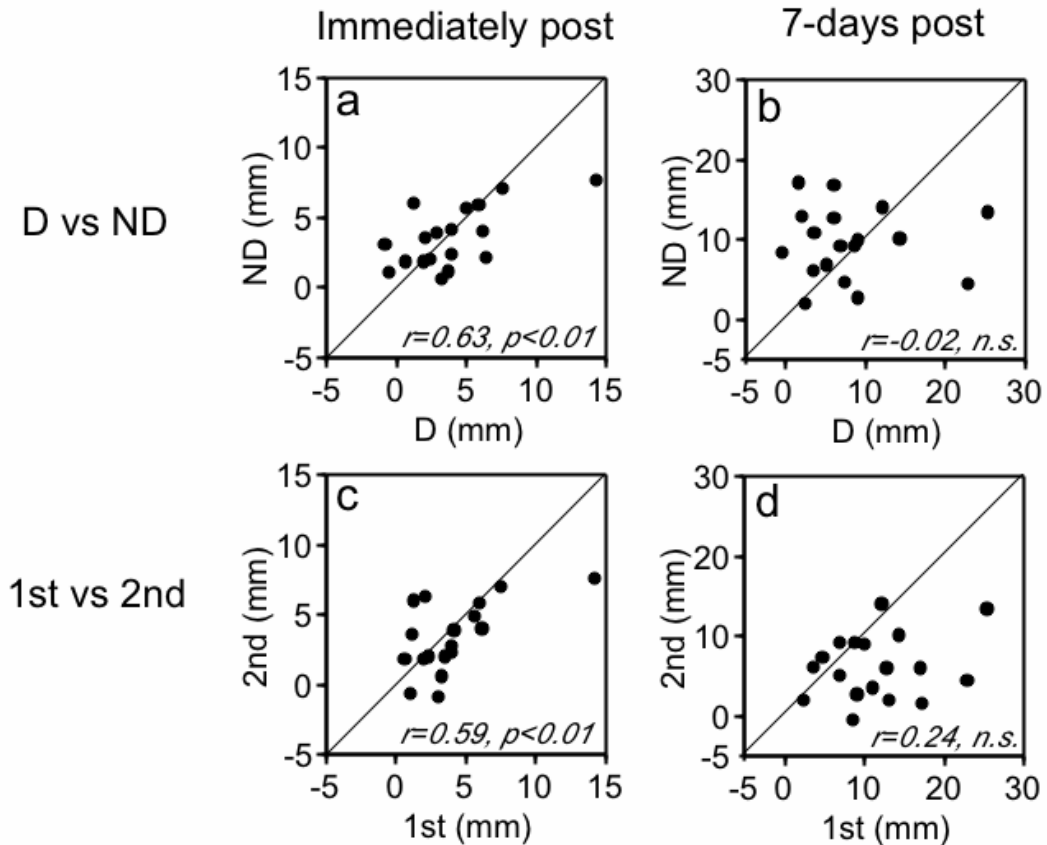 Immediately post
7-days post
D vs ND
a
ND (mm)
15
10
5
0
-5
r=0.63, p<0.01
-5 0 5 10 15
D (mm)
b
ND (mm)
30
20
10
0
-5
r=-0.02, n.s.
-5 0 10 20 30
D (mm)
1st vs 2nd
c
2nd (mm)
15
10
5
0
-5
r=0.59, p<0.01
-5 0 5 10 15
1st (mm)
d
2nd (mm)
30
20
10
0
-5
r=0.24, n.s.
-5 0 10 20 30
1st (mm)